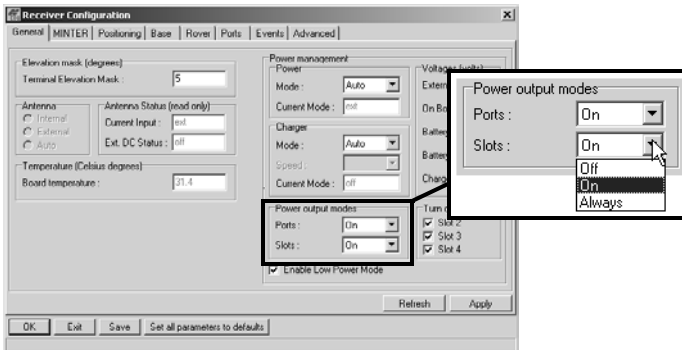 Receiver Configuration
General MINTER Positioning Base Rover Ports Events Advanced
Elevation mask (degrees)
Terminal Elevation Mask : 5
Antenna
Internal
External
Auto
Antenna Status (read only)
Current Input : ext
Ext. DC Status : off
Temperature (Celsius degrees)
Board temperature : 31.4
Power management
Power
Mode : Auto
Current Mode : ext
Charger
Mode : Auto
Speed :
Current Mode : off
Power output modes
Ports : On
Slots : On
Enable Low Power Mode
Voltages (volts)
Extern
On Bo
Battery
Battery
Charg
Turn o
Slot 2
Slot 3
Slot 4
Power output modes
Ports : On
Slots : On
Off
On
Always
Refresh Apply
OK Exit Save Set all parameters to defaults